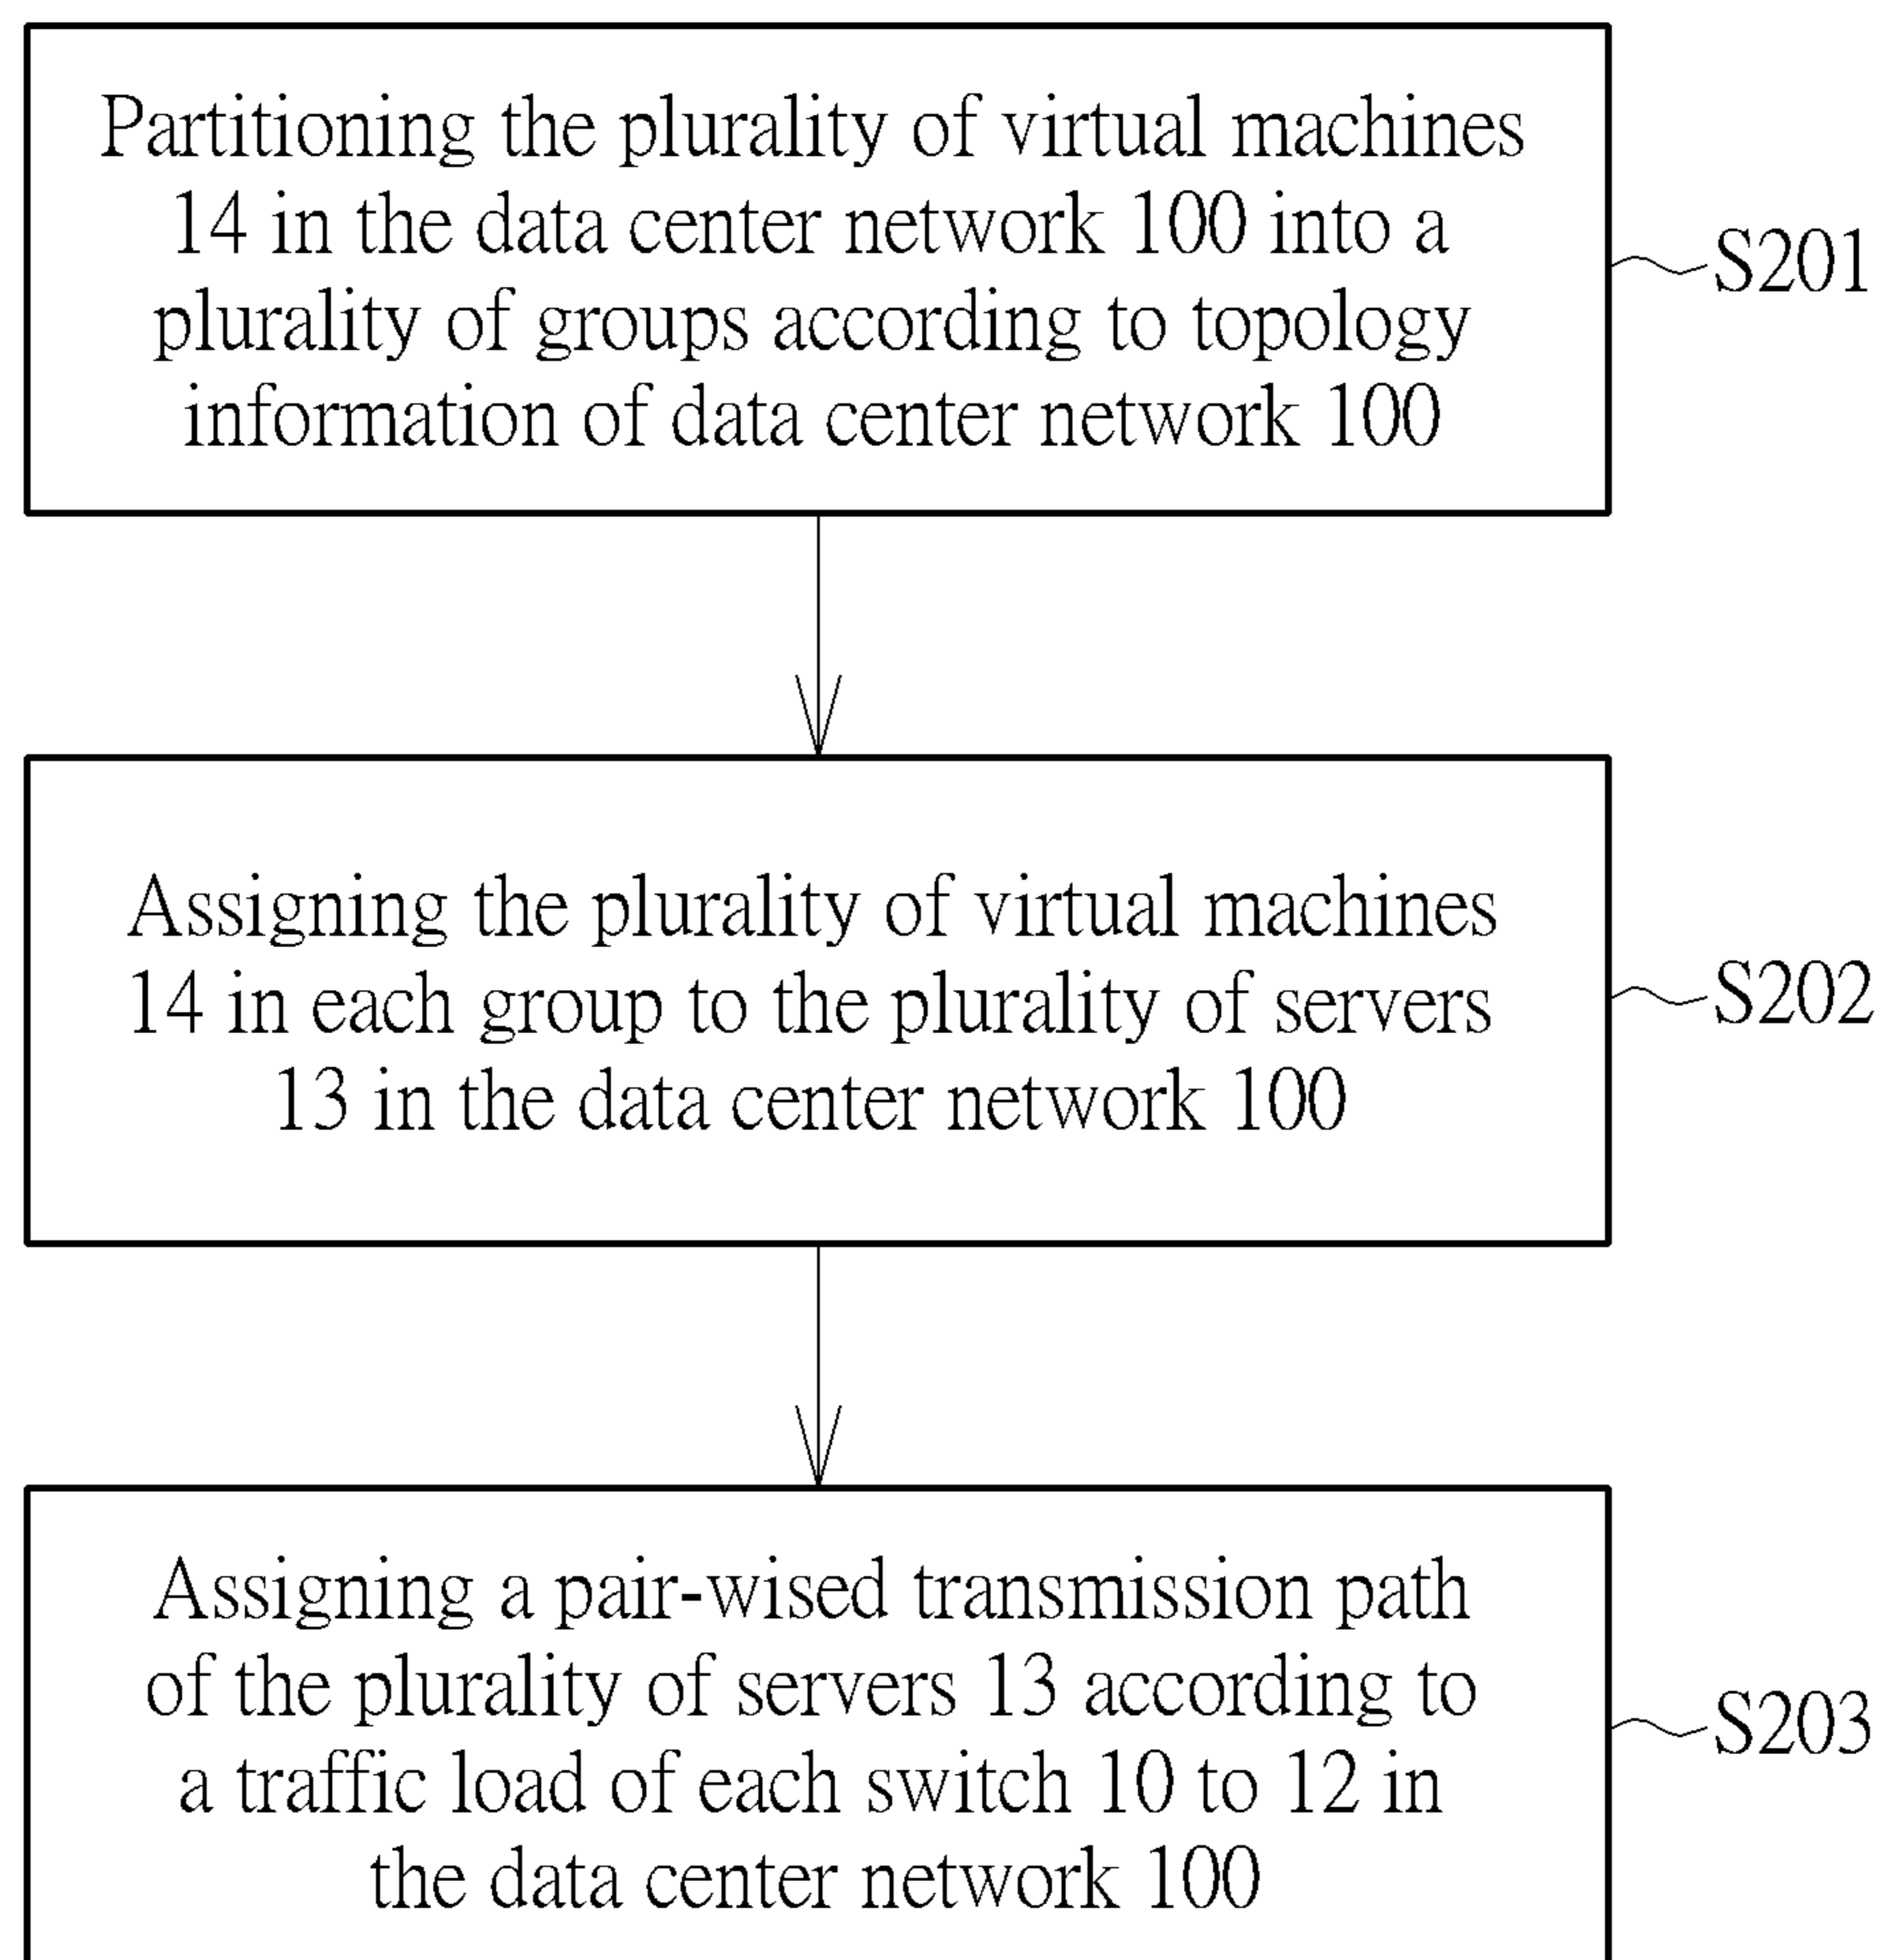 Partitioning the plurality of virtual machines
14 in the data center network 100 into a
plurality of groups according to topology
information of data center network 100
S201
Assigning the plurality of virtual machines
14 in each group to the plurality of servers
13 in the data center network 100
S202
Assigning a pair-wised transmission path
of the plurality of servers 13 according to
a traffic load of each switch 10 to 12 in
the data center network 100
S203